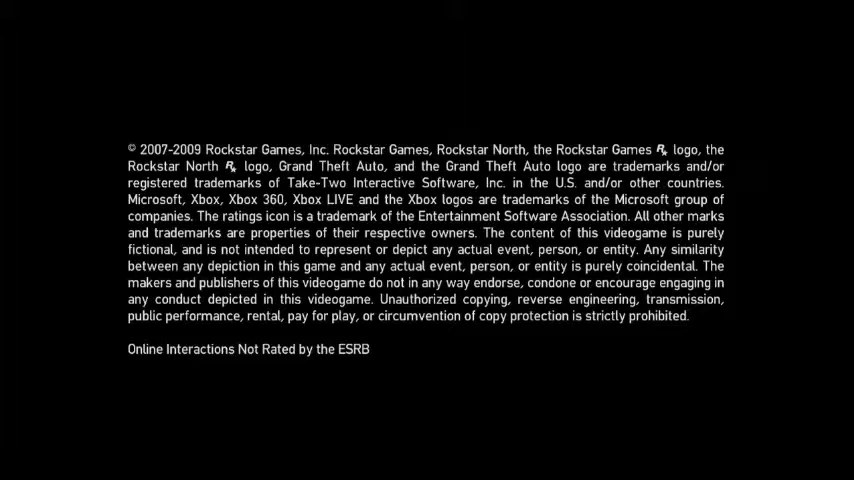 © 2007-2009 Rockstar Games, Inc. Rockstar Games, Rockstar North, the Rockstar Games R★ logo, the
Rockstar North R★ logo, Grand Theft Auto, and the Grand Theft Auto logo are trademarks and/or
registered trademarks of Take-Two Interactive Software, Inc. in the U.S. and/or other countries.
Microsoft, Xbox, Xbox 360, Xbox LIVE and the Xbox logos are trademarks of the Microsoft group of
companies. The ratings icon is a trademark of the Entertainment Software Association. All other marks
and trademarks are properties of their respective owners. The content of this videogame is purely
fictional, and is not intended to represent or depict any actual event, person, or entity. Any similarity
between any depiction in this game and any actual event, person, or entity is purely coincidental. The
makers and publishers of this videogame do not in any way endorse, condone or encourage engaging in
any conduct depicted in this videogame. Unauthorized copying, reverse engineering, transmission,
public performance, rental, pay for play, or circumvention of copy protection is strictly prohibited.
Online Interactions Not Rated by the ESRB